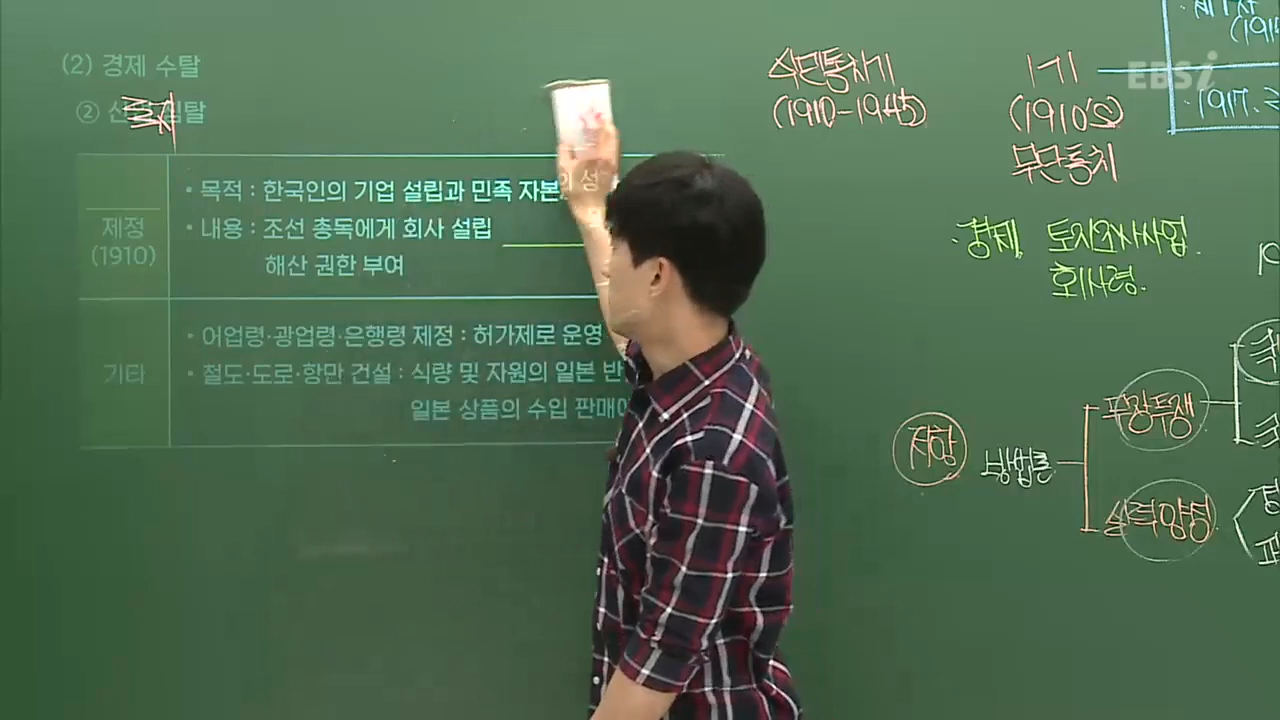 (2) 경제 수탈
②
제정
(1910)
• 목적 : 한국인의 기업 설립과 민족 자본의 성
• 내용 : 조선 총독에게 회사 설립
해산 권한 부여
기타
• 어업령·광업령·은행령 제정 : 허가제로 운영
• 철도·도로·항만 건설 : 식량 및 자원의 일본 반
일본 상품의 수입 판매
식민통치기
(1910-1945)
1기
(1910's)
무단통치
· 경제, 토지조사사업
회사령.
저항
방법론
무장투쟁
실력양성
EBSi
1917.